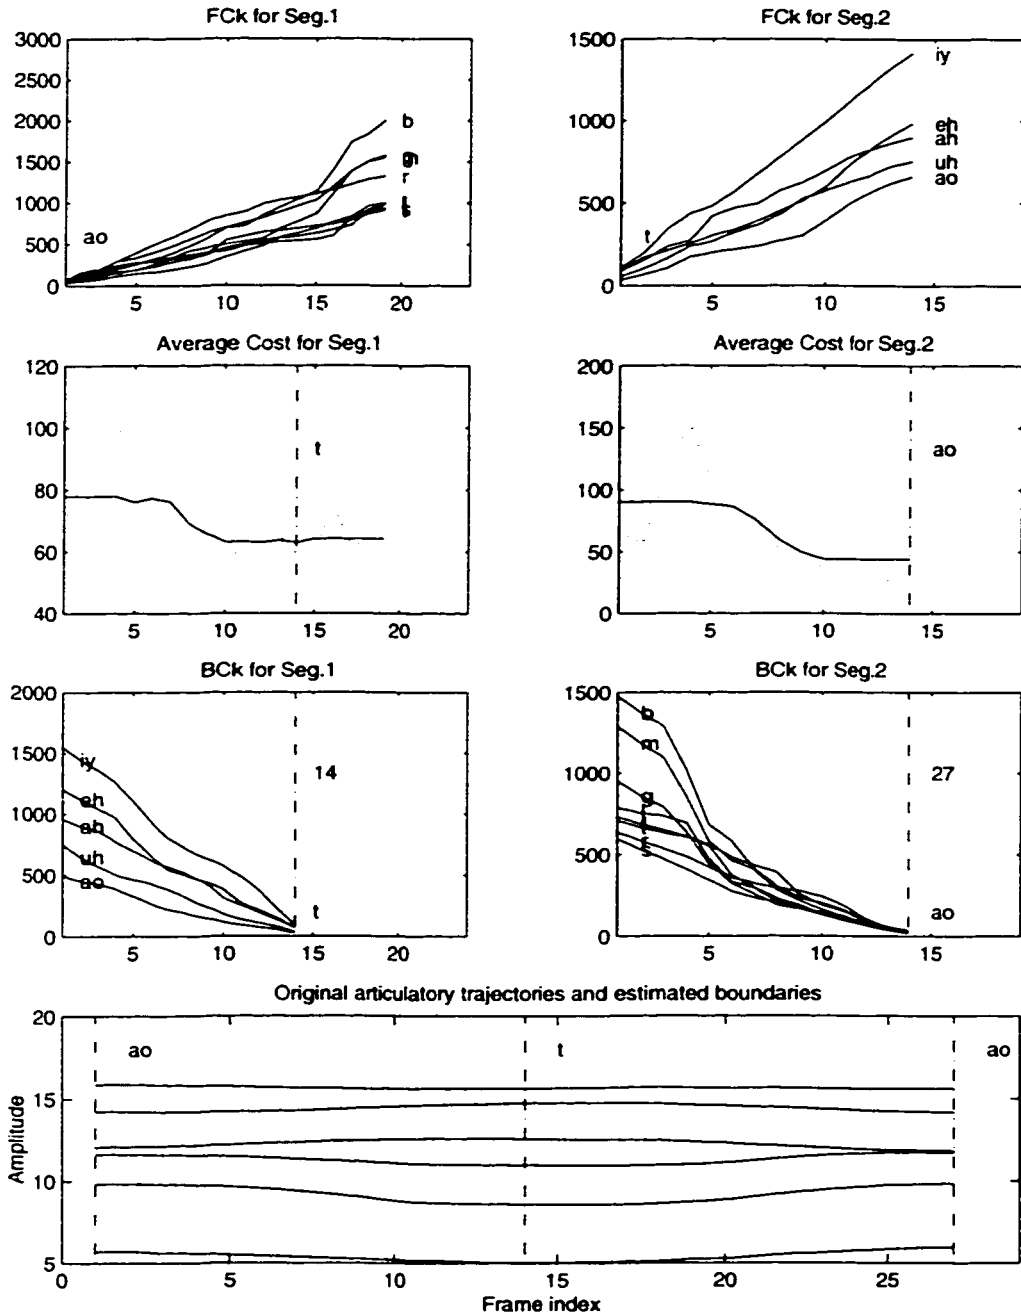 FCk for Seg.1
3000
2500
2000
1500
1000
500
0
b
r
ao
5
10
15
20
FCk for Seg.2
1500
1000
500
0
iy
eh
ah
uh
ao
t
5
10
15
Average Cost for Seg.1
120
100
80
60
40
t
5
10
15
20
Average Cost for Seg.2
200
150
100
50
0
ao
5
10
15
BCk for Seg.1
2000
1500
1000
500
0
iy
eh
ah
uh
ao
14
t
5
10
15
20
BCk for Seg.2
1500
1000
500
0
b
m
g
27
ao
5
10
15
Original articulatory trajectories and estimated boundaries
20
15
10
5
Amplitude
ao
t
ao
0
5
10
15
20
25
Frame index